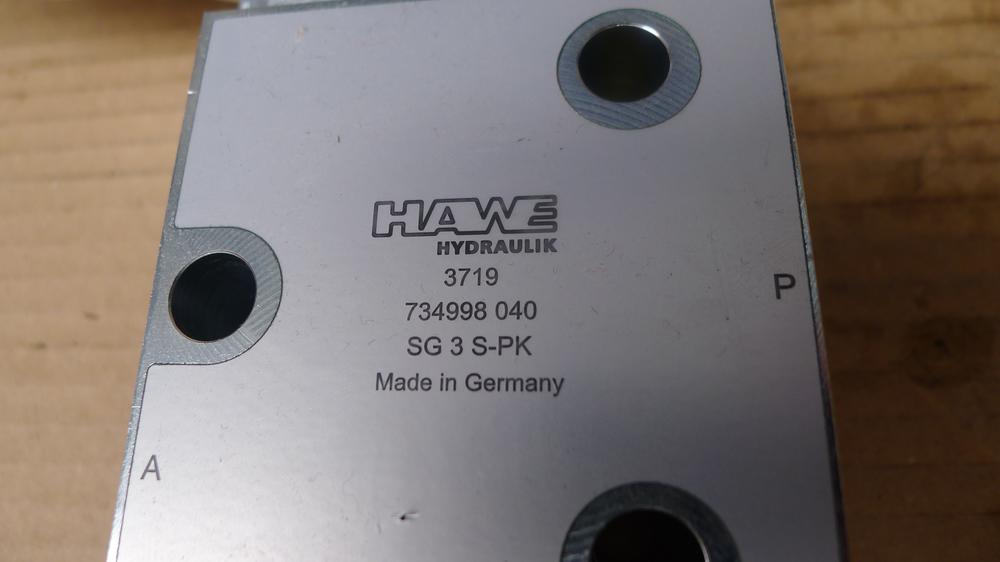 HAWE
HYDRAULIK
3719
734998 040
SG 3 S-PK
Made in Germany
P
A